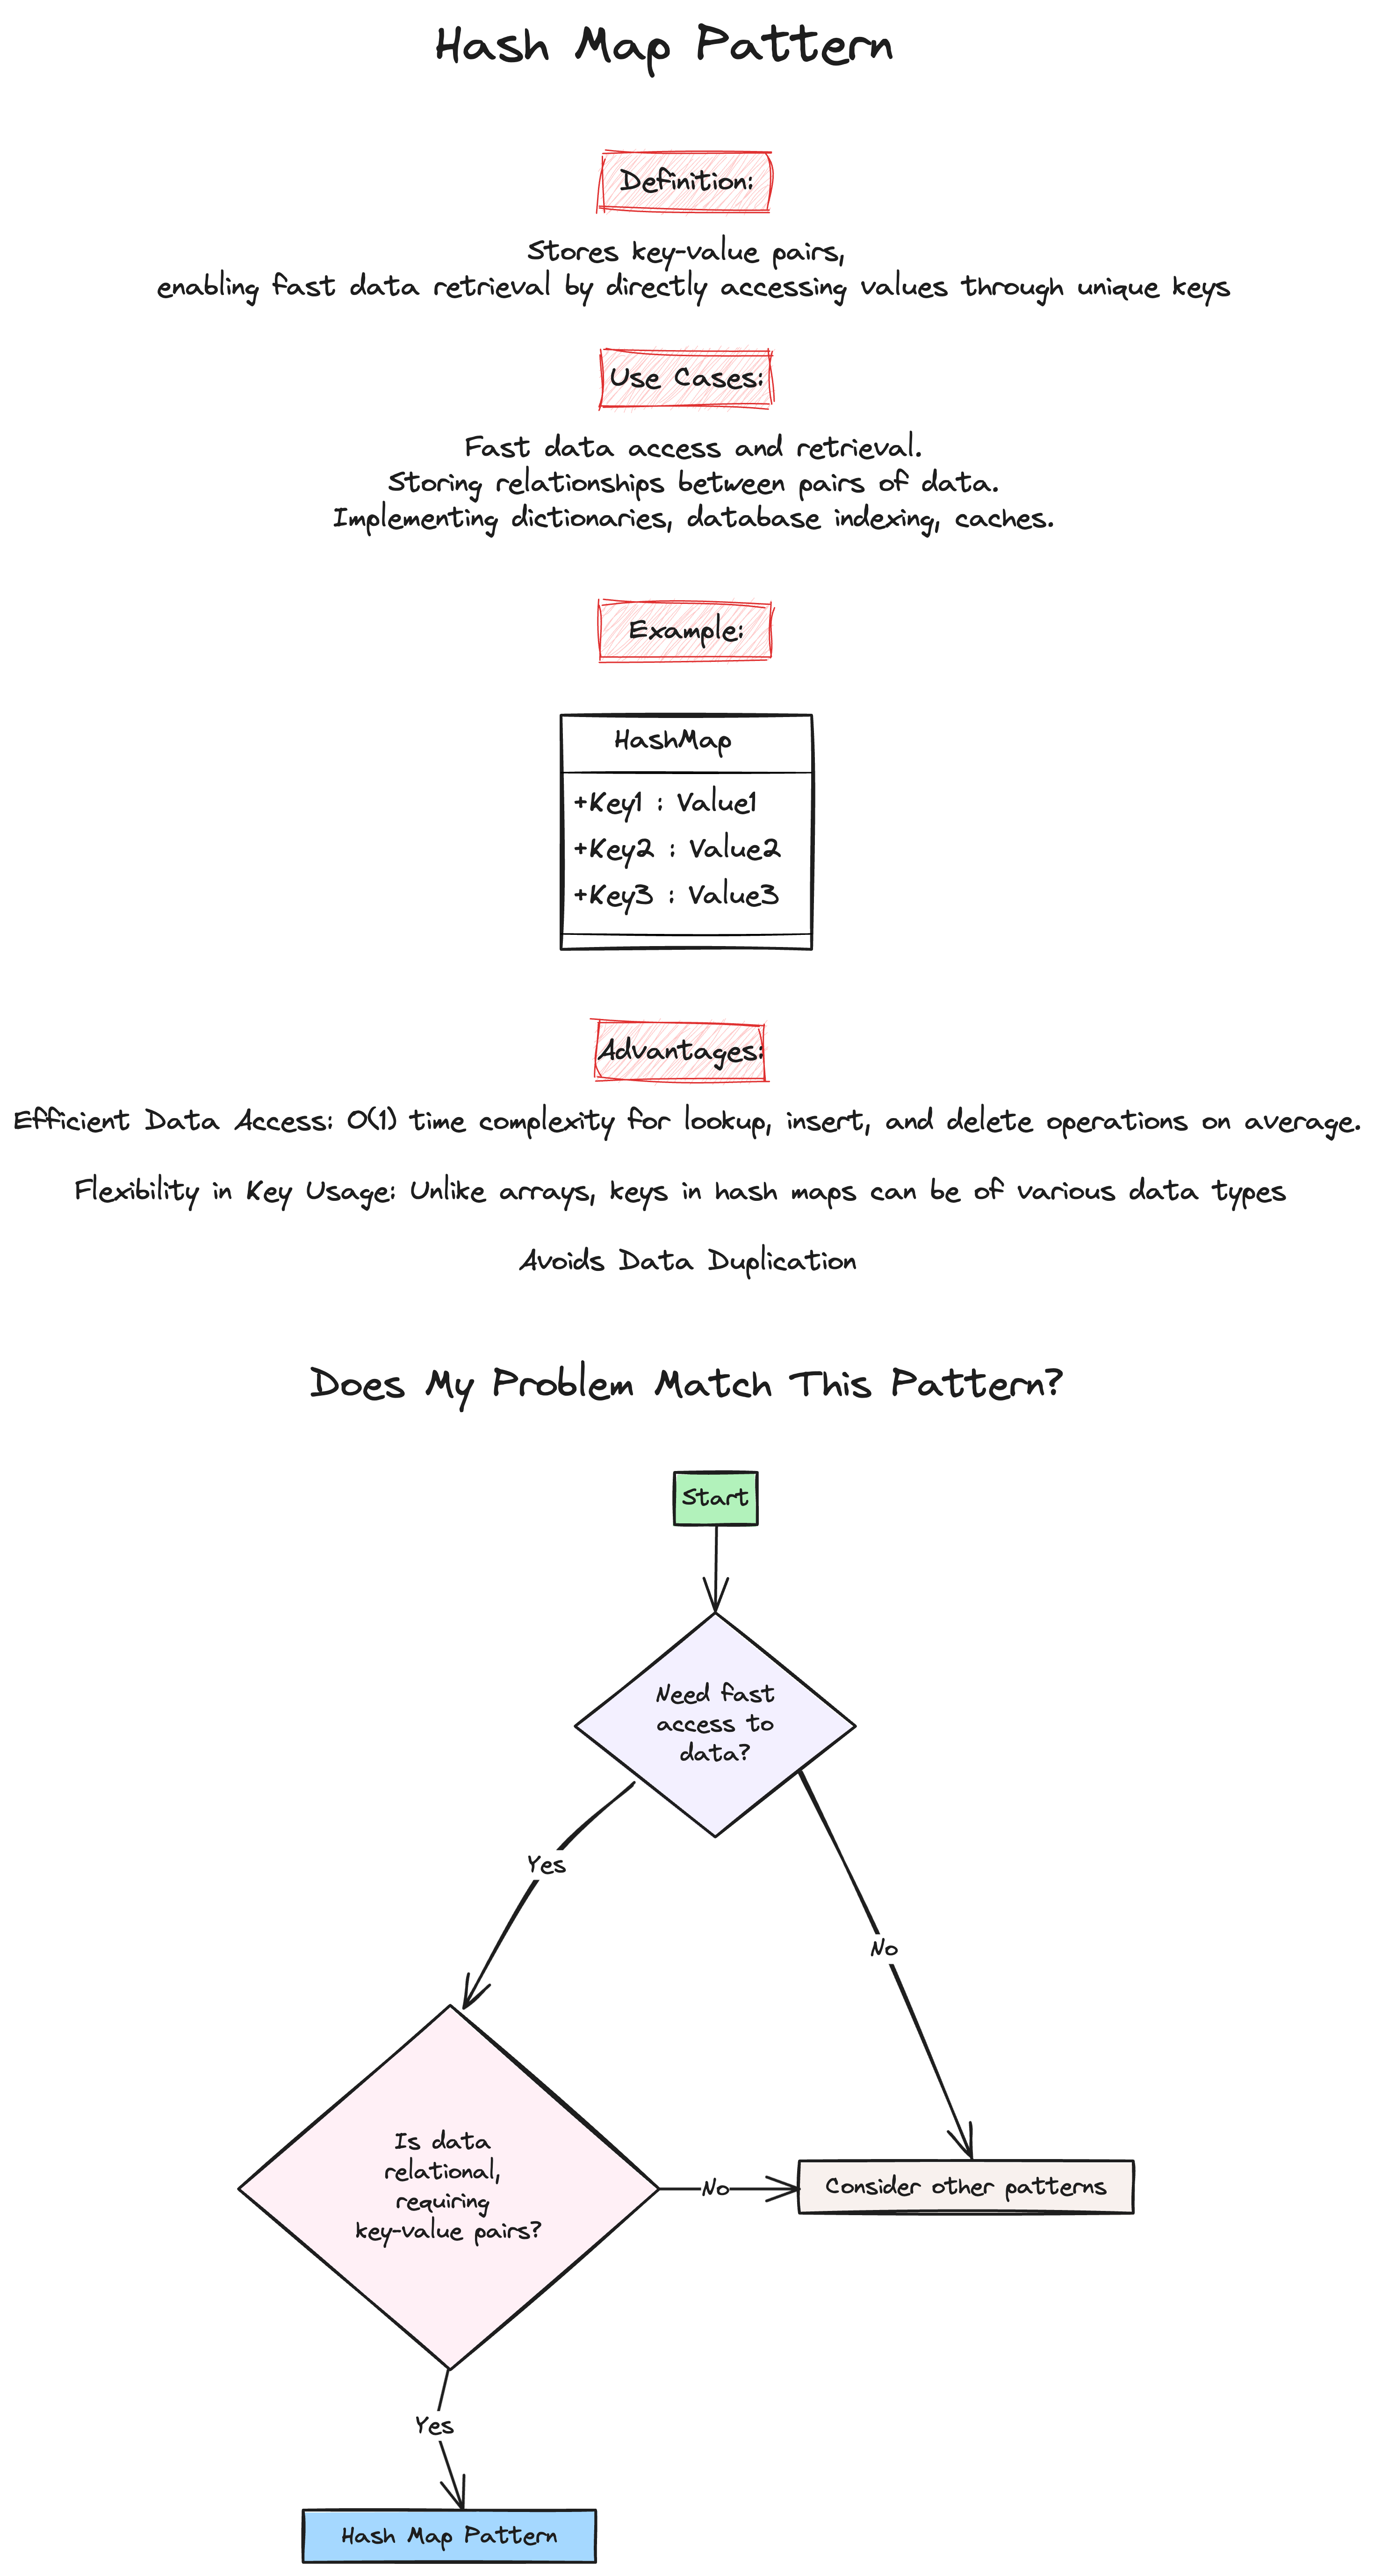 Hash Map Pattern
Definition:
Stores key-value pairs,
enabling fast data retrieval by directly accessing values through unique keys
Use Cases:
Fast data access and retrieval.
Storing relationships between pairs of data.
Implementing dictionaries, database indexing, caches.
Example:
HashMap
+Key1 : Value1
+Key2 : Value2
+Key3 : Value3
Advantages:
Efficient Data Access: O(1) time complexity for lookup, insert, and delete operations on average.
Flexibility in Key Usage: Unlike arrays, keys in hash maps can be of various data types
Avoids Data Duplication
Does My Problem Match This Pattern?
Start
Need fast
access to
data?
Yes
No
Is data
relational,
requiring
key-value pairs?
No
Consider other patterns
Yes
Hash Map Pattern